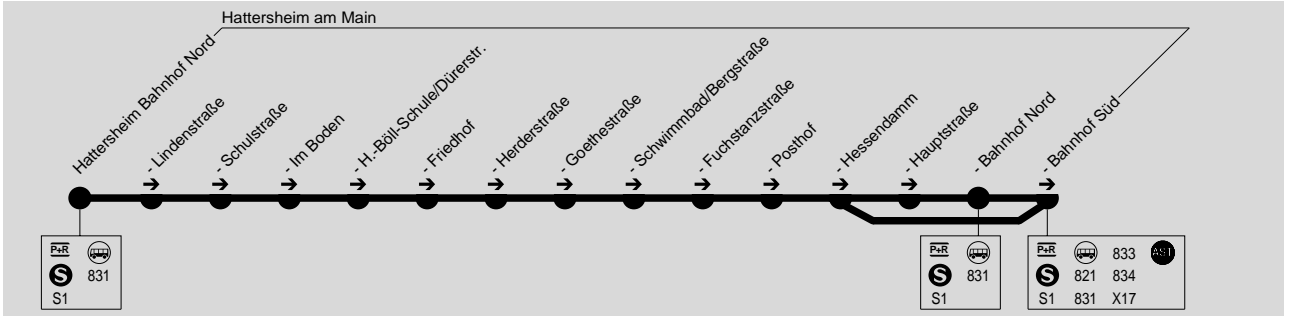 Hattersheim am Main
Hattersheim Bahnhof Nord
- Lindenstraße
- Schulstraße
- Im Boden
- H.-Böll-Schule/Dürerstr.
- Friedhof
- Herderstraße
- Goethestraße
- Schwimmbad/Bergstraße
- Fuchstanzstraße
- Posthof
- Hessendamm
- Hauptstraße
- Bahnhof Nord
- Bahnhof Süd
P+R
S 831
S1
P+R
S 831
S1
P+R 833 AST
S 821 834
S1 831 X17